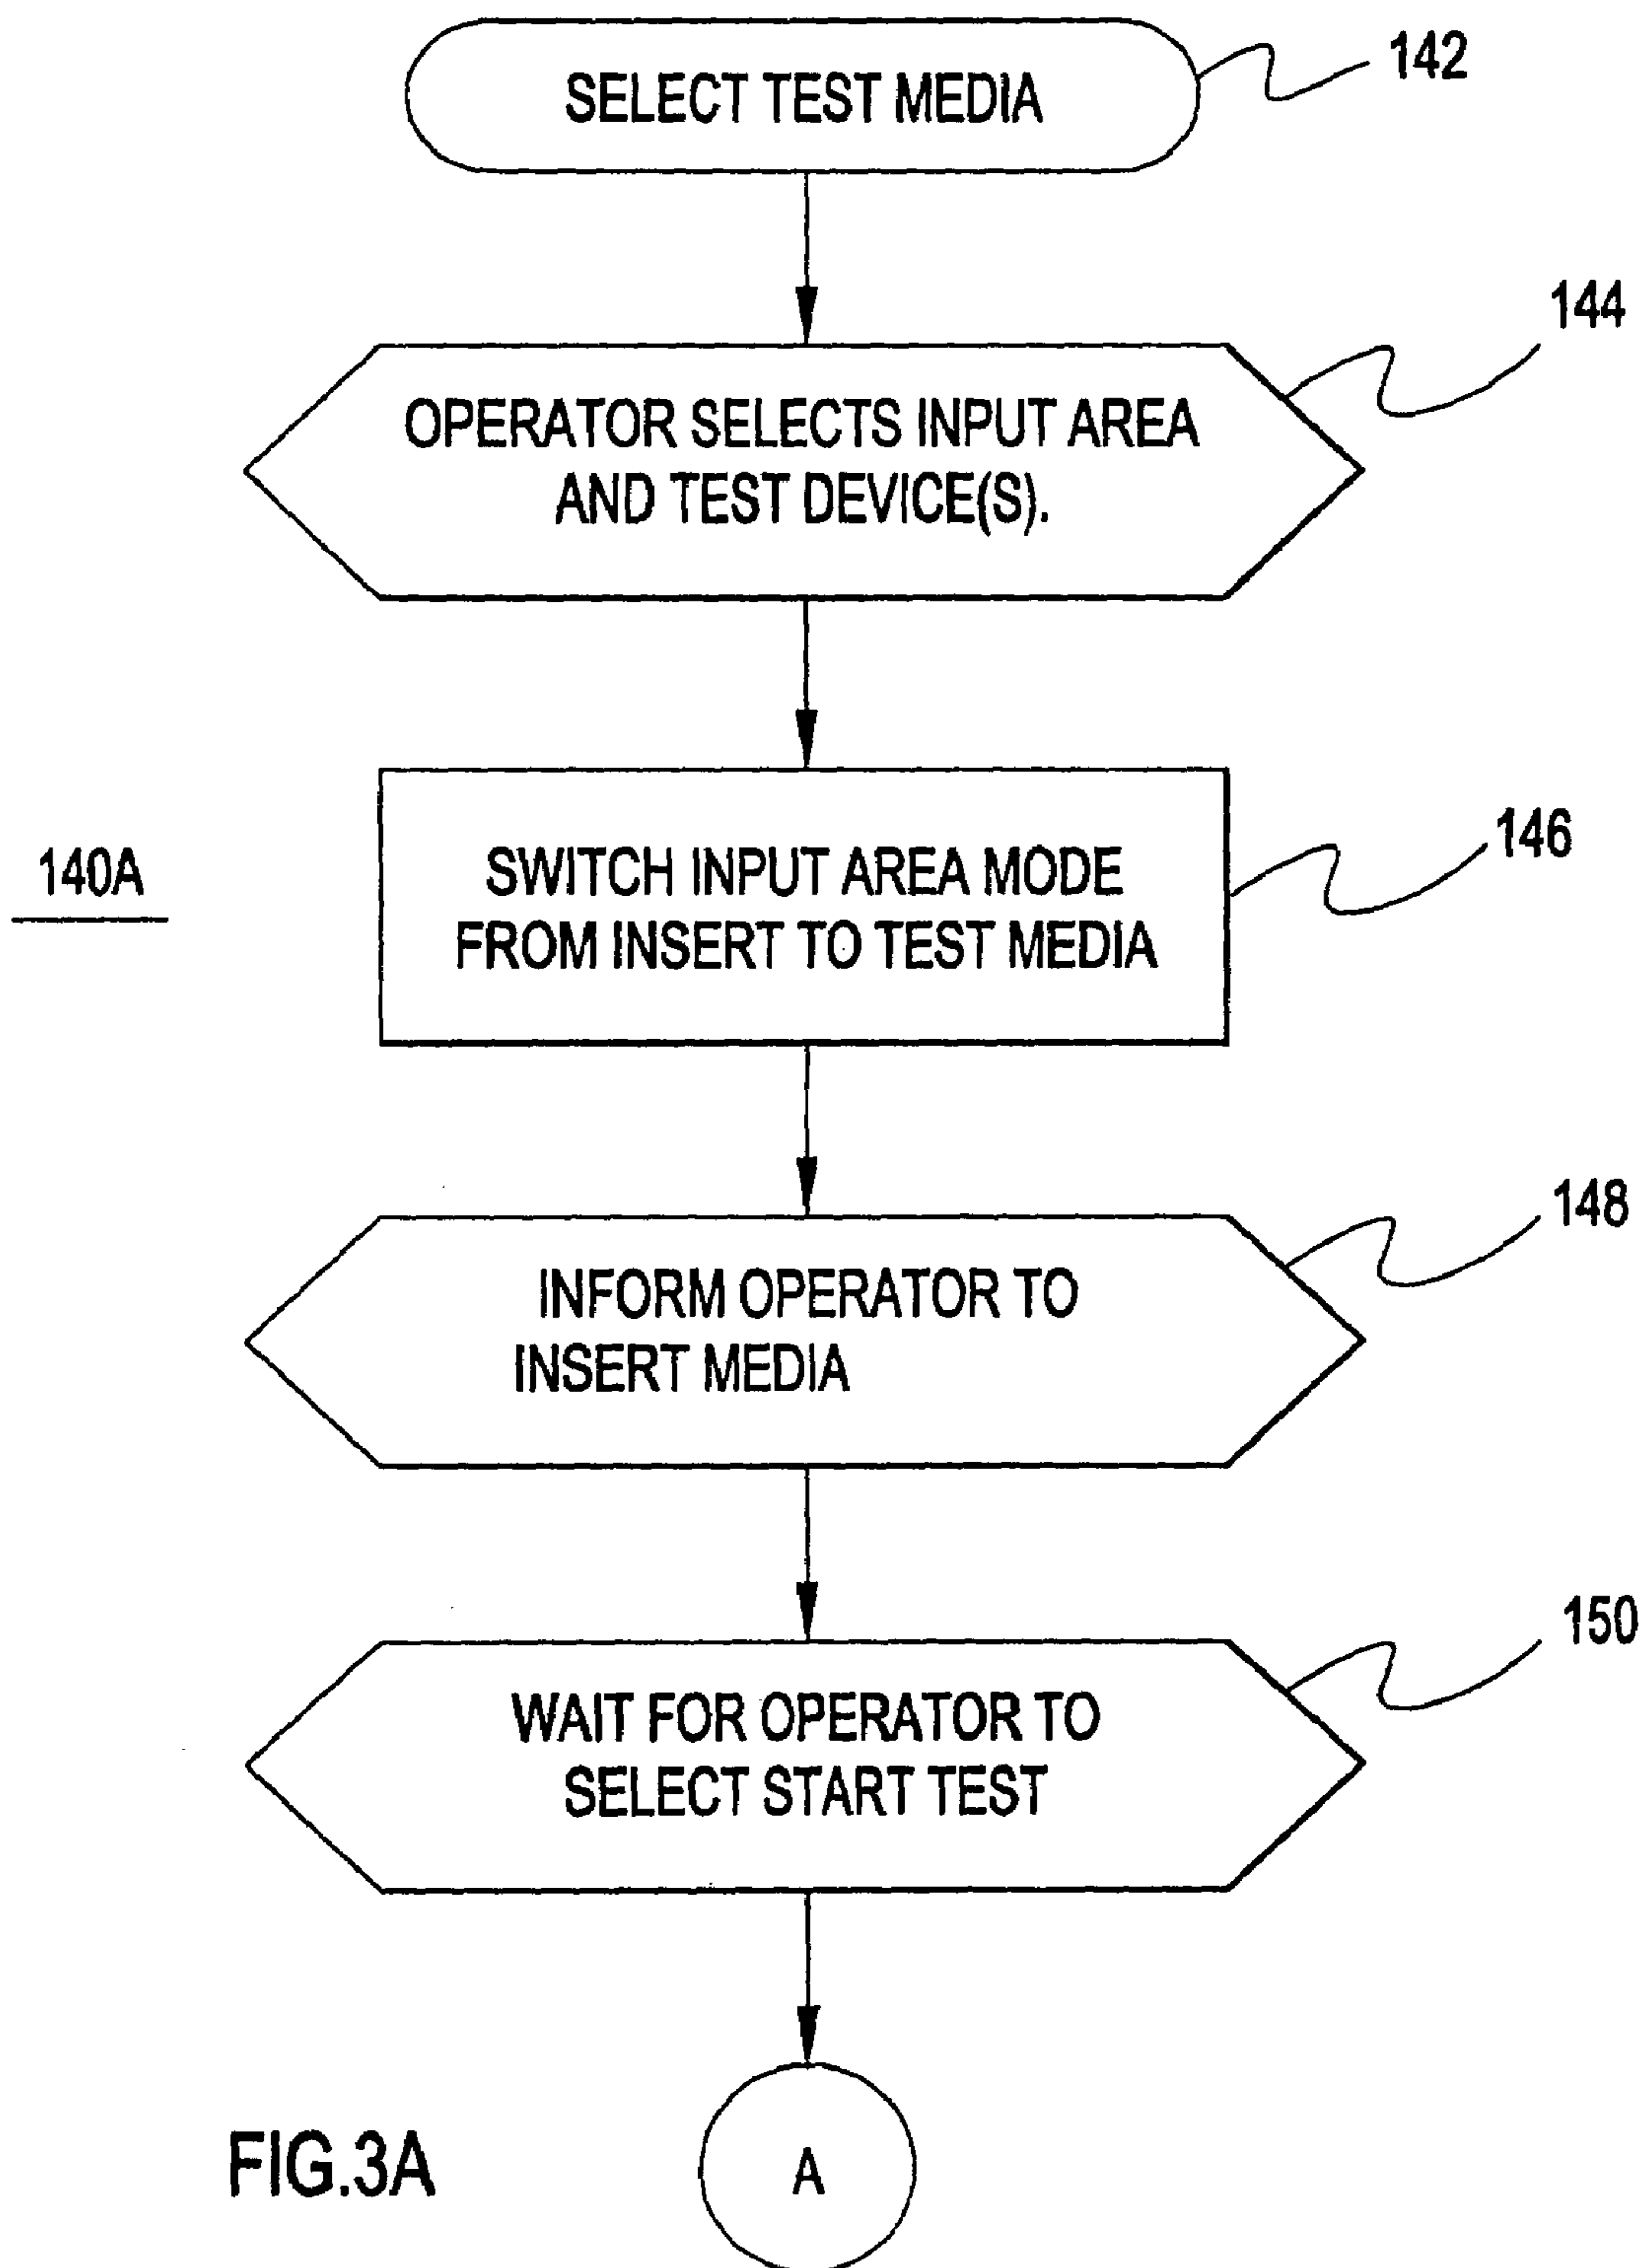 SELECT TEST MEDIA
142
144
OPERATOR SELECTS INPUT AREA
AND TEST DEVICE(S).
146
140A
SWITCH INPUT AREA MODE
FROM INSERT TO TEST MEDIA
148
INFORM OPERATOR TO
INSERT MEDIA
150
WAIT FOR OPERATOR TO
SELECT START TEST
FIG.3A
A